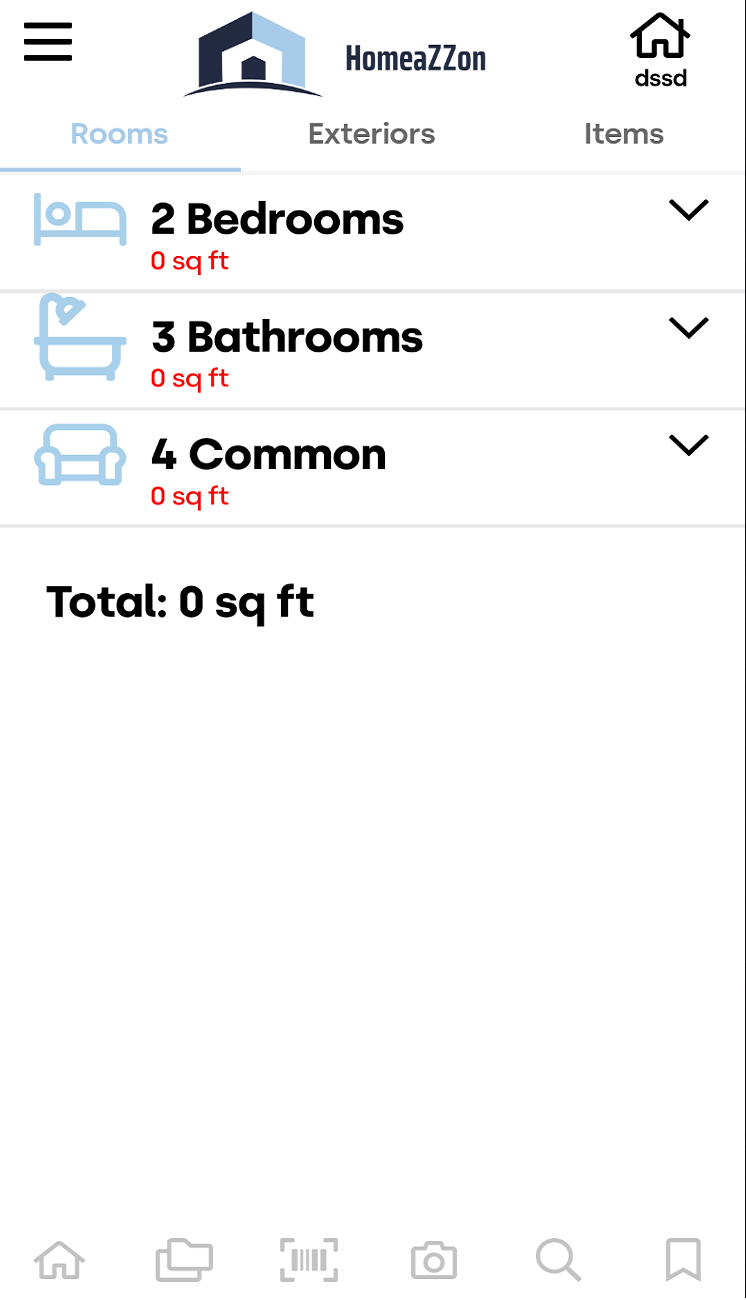 HomeaZZon
dssd
Rooms Exteriors Items
2 Bedrooms
0 sq ft
3 Bathrooms
0 sq ft
4 Common
0 sq ft
Total: 0 sq ft